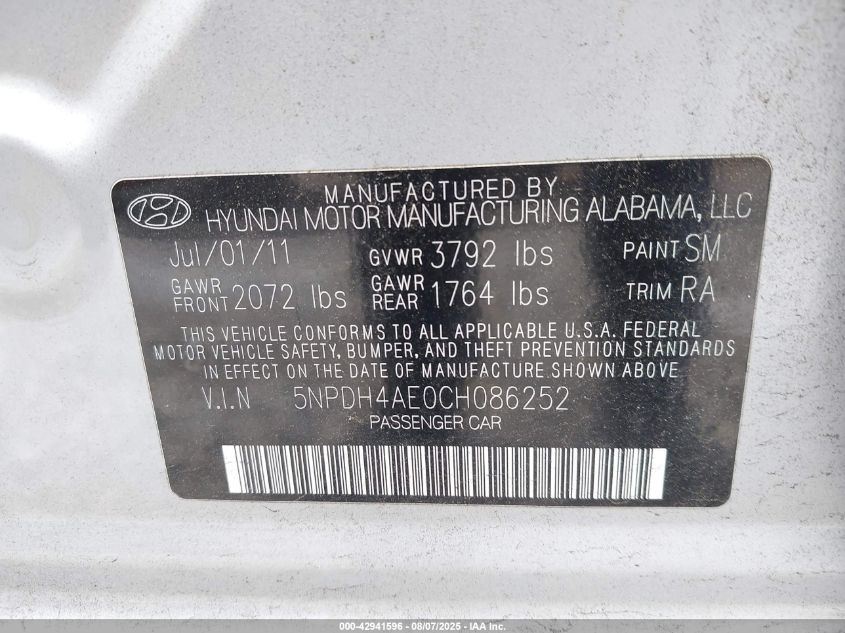 MANUFACTURED BY
HYUNDAI MOTOR MANUFACTURING ALABAMA, LLC
Jul/01/11 GVWR 3792 lbs PAINT SM
GAWR FRONT 2072 lbs GAWR REAR 1764 lbs TRIM RA
THIS VEHICLE CONFORMS TO ALL APPLICABLE U.S.A. FEDERAL
MOTOR VEHICLE SAFETY, BUMPER, AND THEFT PREVENTION STANDARDS
IN EFFECT ON THE DATE OF MANUFACTURE SHOWN ABOVE.
V.I.N 5NPDH4AE0CH086252
PASSENGER CAR
000-42941596 - 08/07/2025 - IAA Inc.